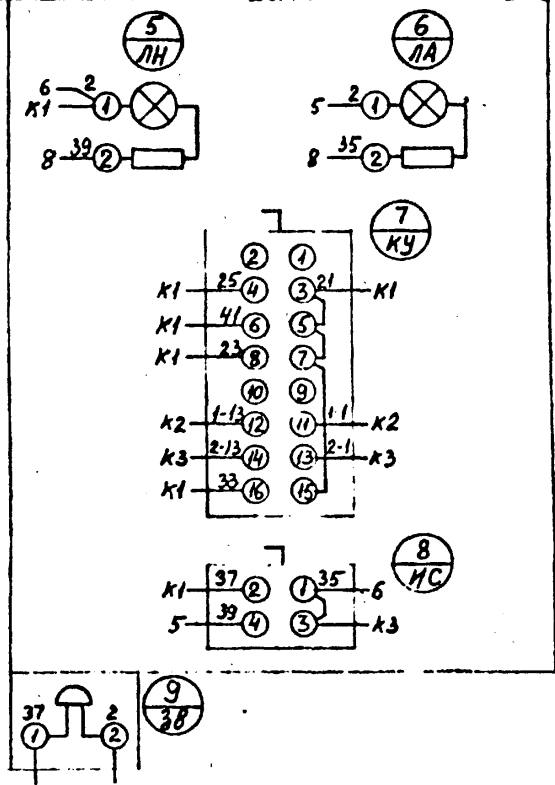 5 6
ЛН ЛА
6 2
К1 1 5 2 1
8 39 2 8 35 2
7
КУ
2 1
К1 25 4 3 21 К1
К1 41 6 5
К1 23 8 7
10 9
К2 1-13 12 11 1-1 К2
К3 2-13 14 13 2-1 К3
К1 33 16 15
8
ИС
К1 37 2 1 35 6
5 39 4 3 К3
9
ЗВ
37 2
1 2